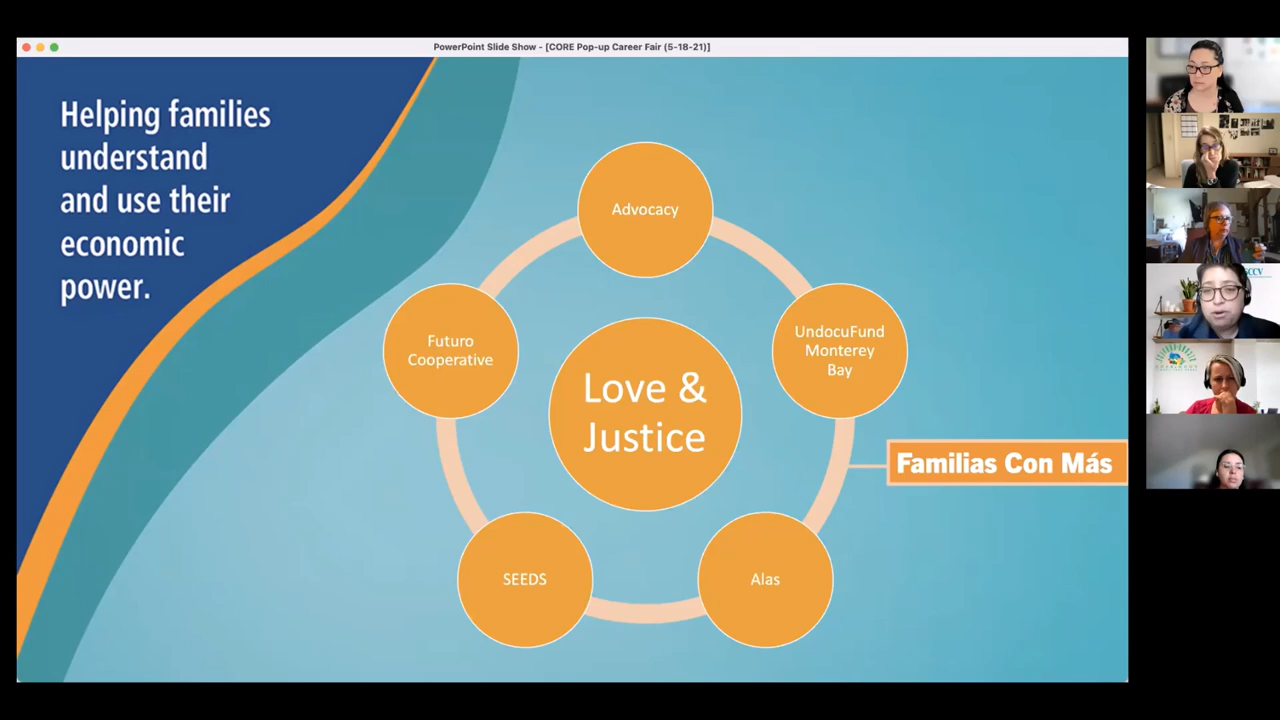 PowerPoint Slide Show - [CORE Pop-up Career Fair (5-18-21)]
Helping families
understand
and use their
economic
power.
Advocacy
UndocuFund
Monterey
Bay
Futuro
Cooperative
Love &
Justice
Familias Con Más
SEEDS
Alas